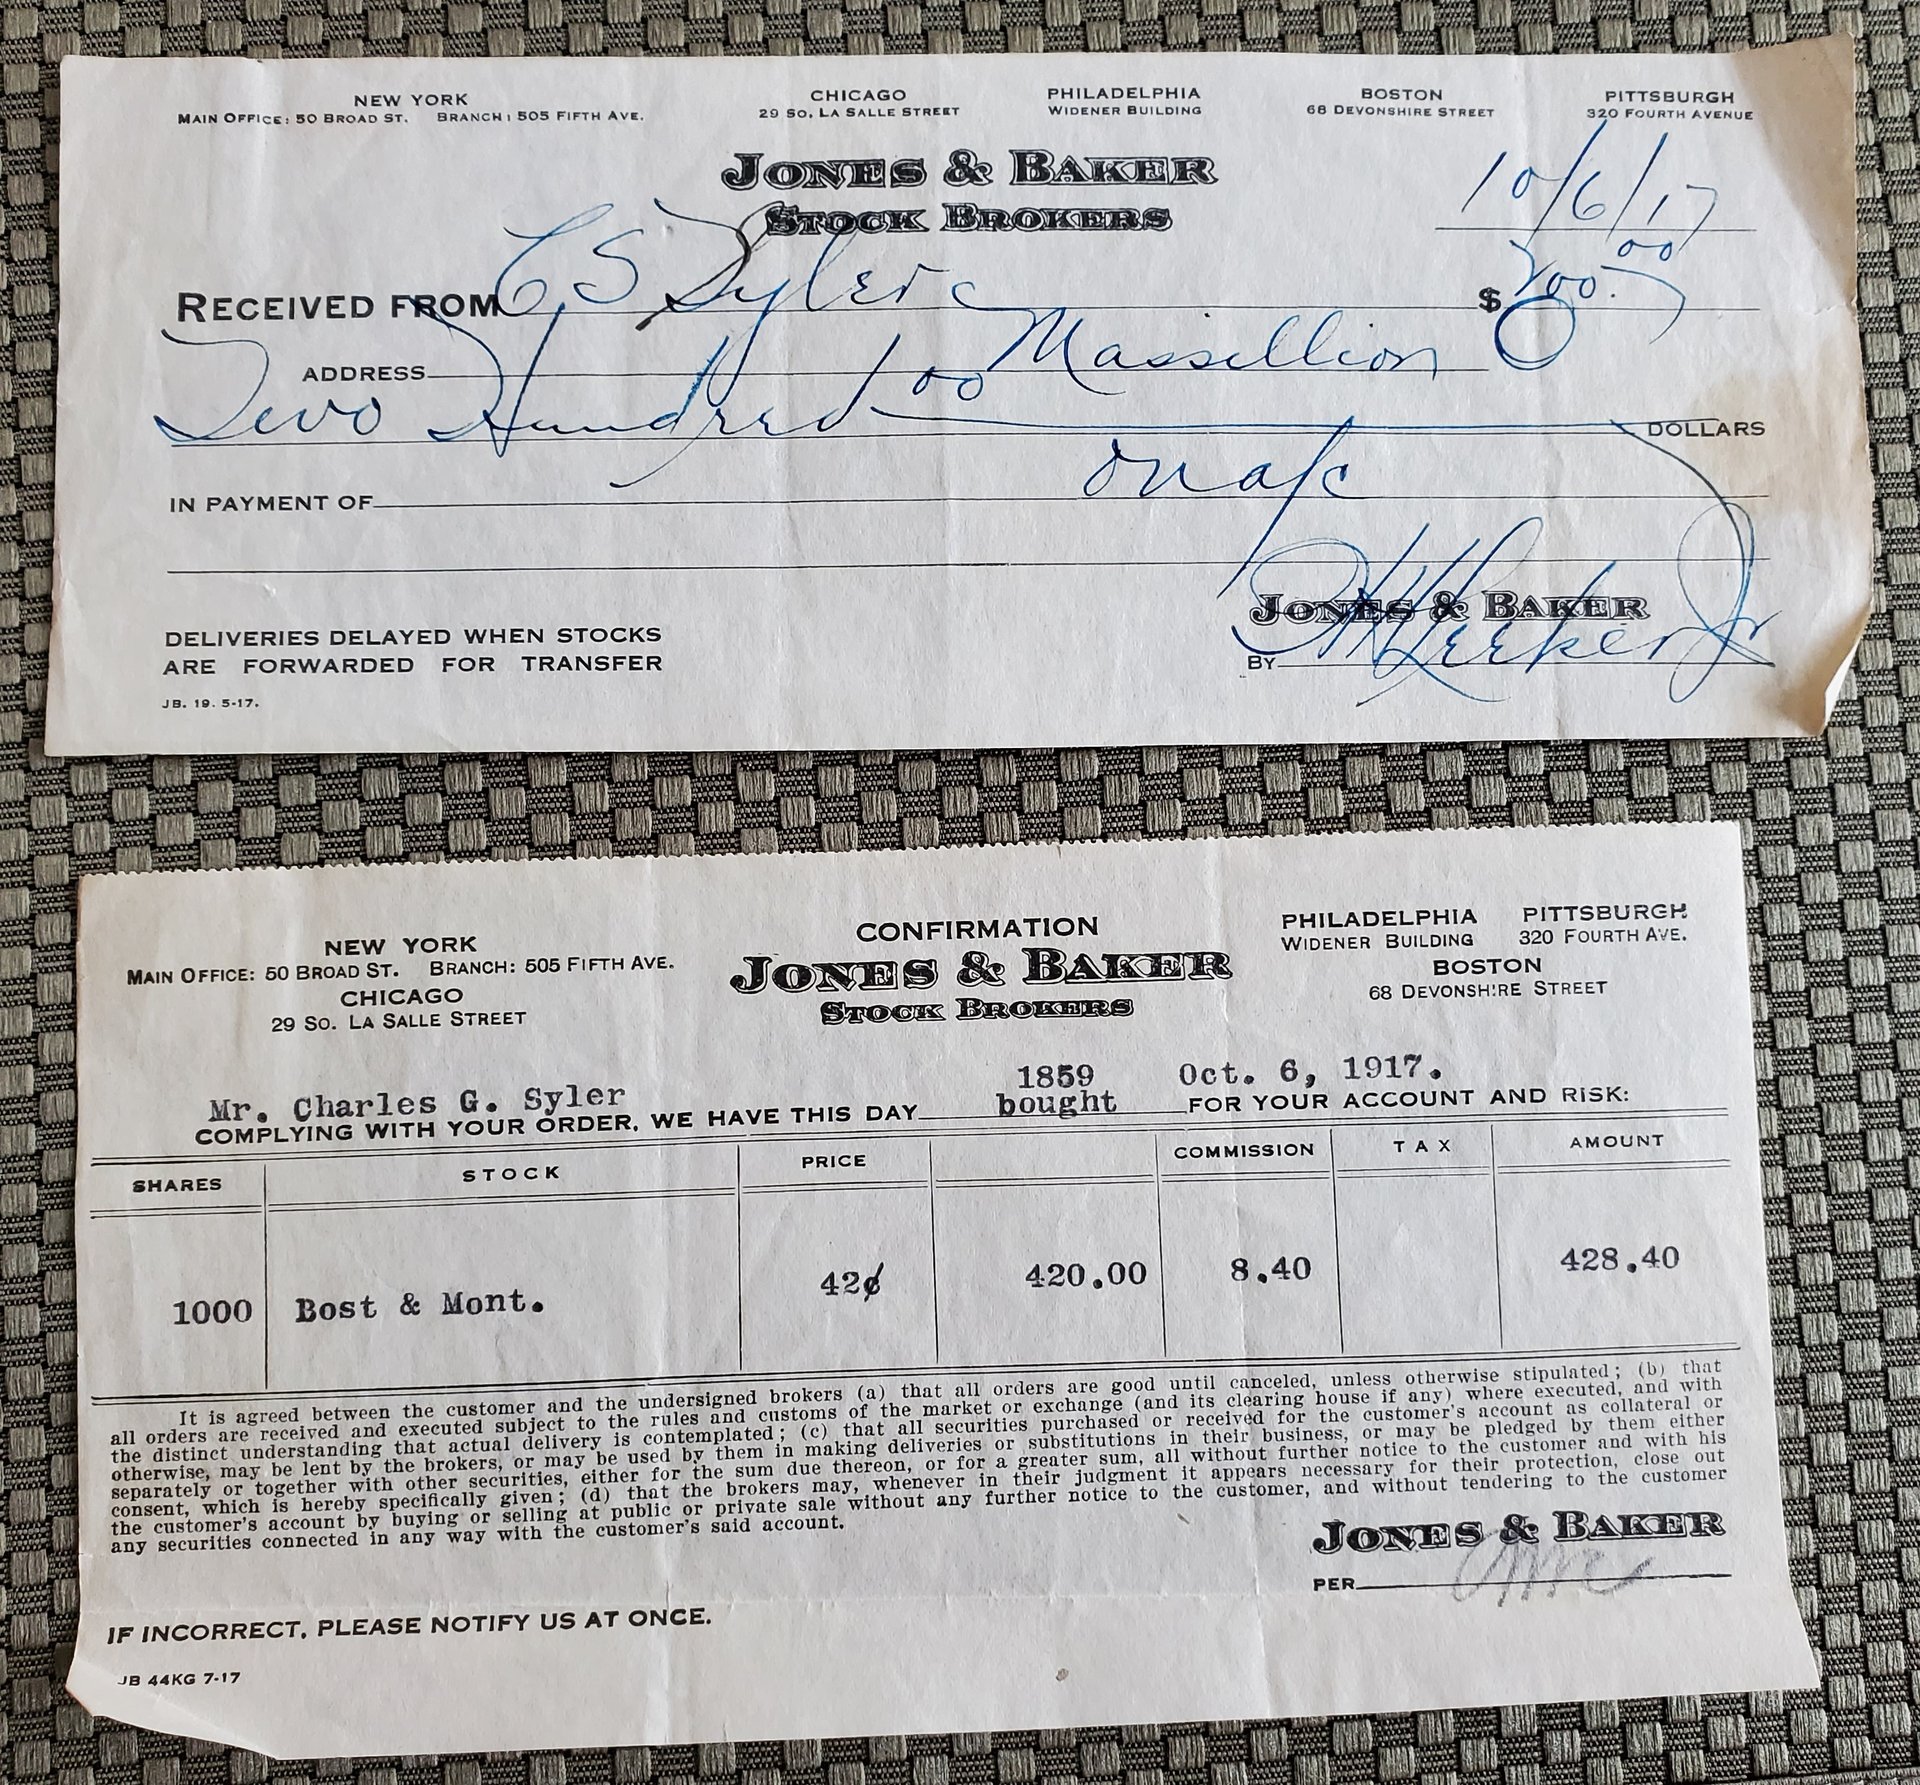 NEW YORK
MAIN OFFICE: 50 BROAD ST. BRANCH: 505 FIFTH AVE.
CHICAGO
29 SO. LA SALLE STREET
PHILADELPHIA
WIDENER BUILDING
BOSTON
68 DEVONSHIRE STREET
PITTSBURGH
320 FOURTH AVENUE
JONES & BAKER
STOCK BROKERS
10/6/17
RECEIVED FROM C S Syler $ 200.00
ADDRESS Massillion O
Two Hundred 00 DOLLARS
IN PAYMENT OF on a/c
JONES & BAKER
DELIVERIES DELAYED WHEN STOCKS
ARE FORWARDED FOR TRANSFER
BY Jr
JB. 19. 5-17.
CONFIRMATION
JONES & BAKER
STOCK BROKERS
NEW YORK
MAIN OFFICE: 50 BROAD ST. BRANCH: 505 FIFTH AVE.
CHICAGO
29 SO. LA SALLE STREET
PHILADELPHIA
WIDENER BUILDING
PITTSBURGH
320 FOURTH AVE.
BOSTON
68 DEVONSHIRE STREET
1859 Oct. 6, 1917.
Mr. Charles G. Syler
COMPLYING WITH YOUR ORDER, WE HAVE THIS DAY bought FOR YOUR ACCOUNT AND RISK:
SHARES STOCK PRICE COMMISSION TAX AMOUNT
1000 Bost & Mont. 42¢ 420.00 8.40 428.40
It is agreed between the customer and the undersigned brokers (a) that all orders are good until canceled, unless otherwise stipulated; (b) that
all orders are received and executed subject to the rules and customs of the market or exchange (and its clearing house if any) where executed, and with
the distinct understanding that actual delivery is contemplated; (c) that all securities purchased or received for the customer's account as collateral or
otherwise, may be lent by the brokers, or may be used by them in making deliveries or substitutions in their business, or may be pledged by them either
separately or together with other securities, either for the sum due thereon, or for a greater sum, all without further notice to the customer and with his
consent, which is hereby specifically given; (d) that the brokers may, whenever in their judgment it appears necessary for their protection, close out
the customer's account by buying or selling at public or private sale without any further notice to the customer, and without tendering to the customer
any securities connected in any way with the customer's said account.
JONES & BAKER
PER
IF INCORRECT, PLEASE NOTIFY US AT ONCE.
JB 44KG 7-17